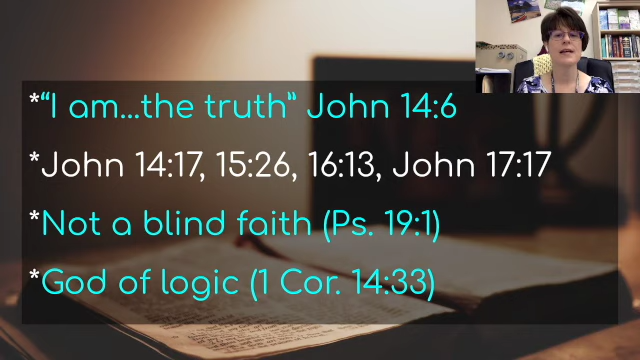 *“I am...the truth” John 14:6
*John 14:17, 15:26, 16:13, John 17:17
*Not a blind faith (Ps. 19:1)
*God of logic (1 Cor. 14:33)